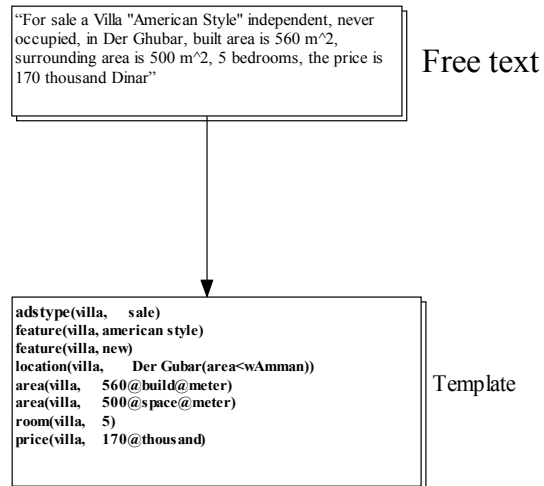 “For sale a Villa "American Style" independent, never
occupied, in Der Ghubar, built area is 560 m^2,
surrounding area is 500 m^2, 5 bedrooms, the price is
170 thousand Dinar”
Free text
adstype(villa, sale)
feature(villa, american style)
feature(villa, new)
location(villa, Der Gubar(area<wAmman))
area(villa, 560@build@meter)
area(villa, 500@space@meter)
room(villa, 5)
price(villa, 170@thousand)
Template